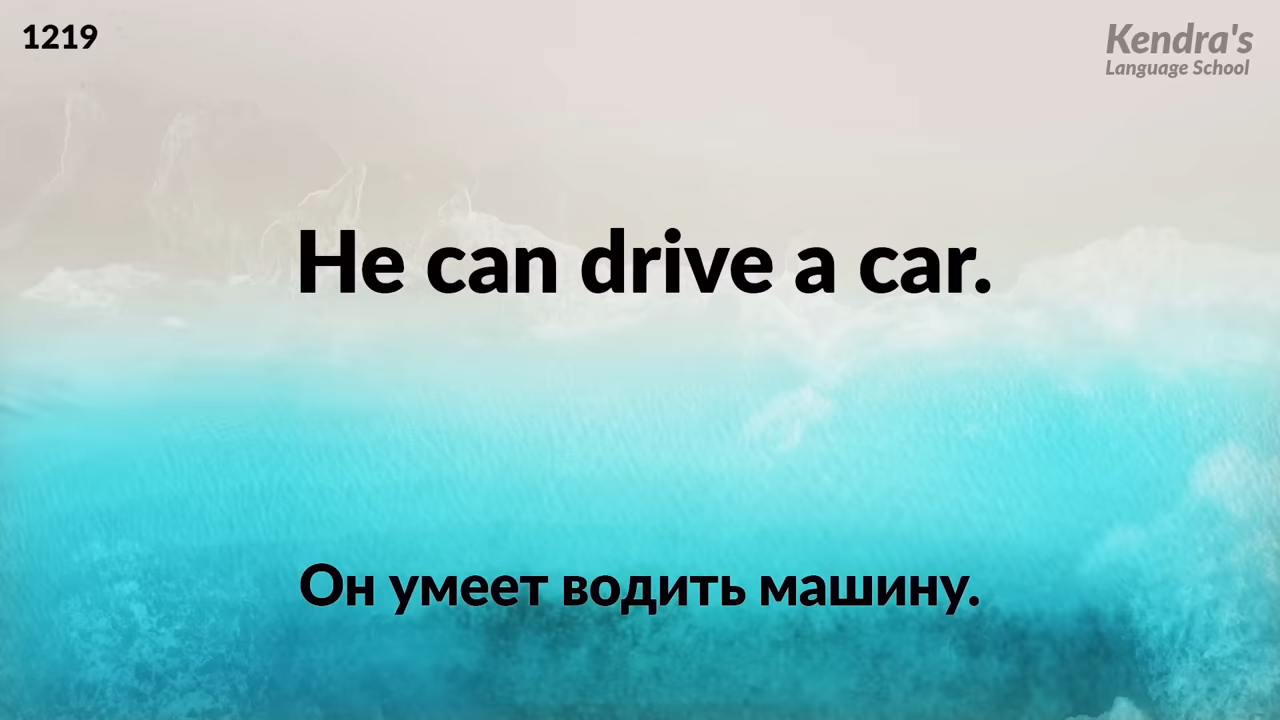 1219
Kendra's
Language School
He can drive a car.
Он умеет водить машину.